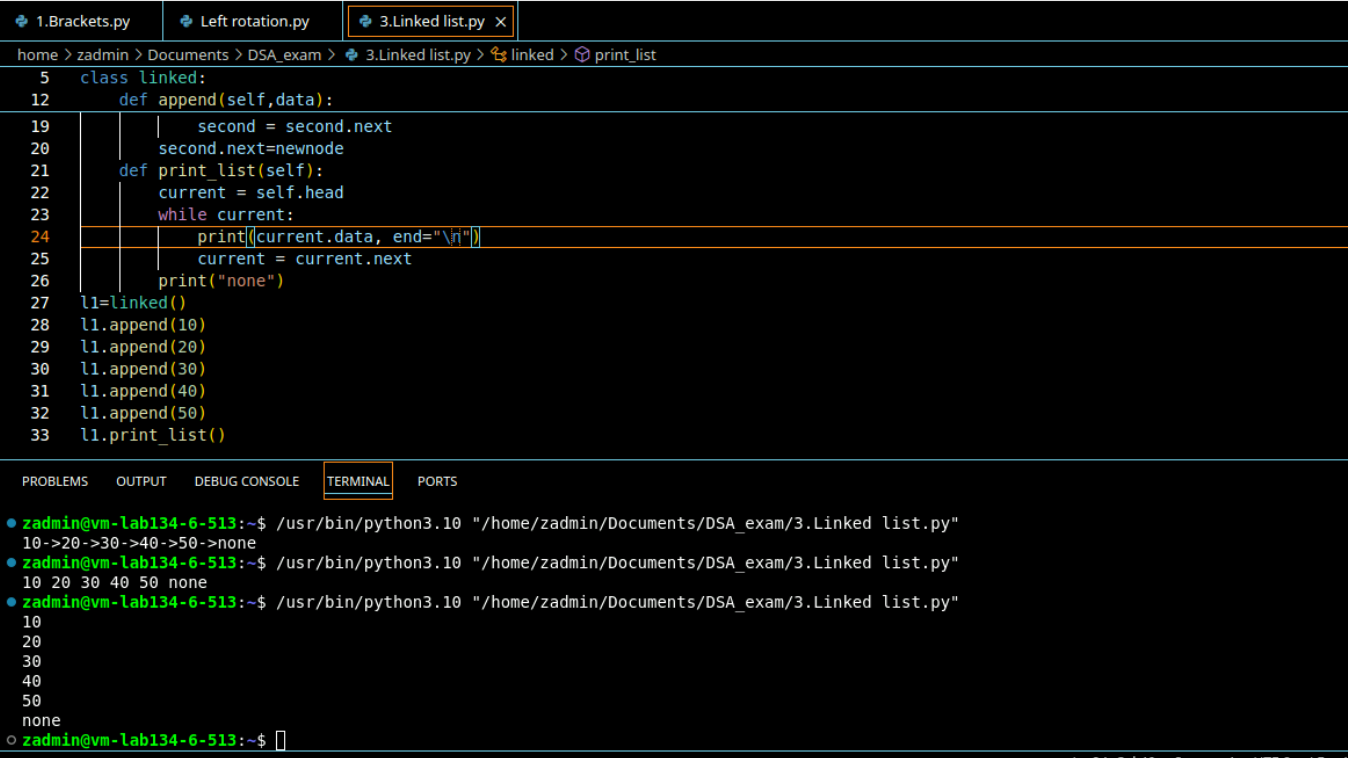 1.Brackets.py Left rotation.py 3.Linked list.py ×
home > zadmin > Documents > DSA_exam > 3.Linked list.py > linked > print_list
5 class linked:
12     def append(self,data):
19             second = second.next
20         second.next=newnode
21     def print_list(self):
22         current = self.head
23         while current:
24             print(current.data, end="\n")
25             current = current.next
26         print("none")
27 l1=linked()
28 l1.append(10)
29 l1.append(20)
30 l1.append(30)
31 l1.append(40)
32 l1.append(50)
33 l1.print_list()
PROBLEMS OUTPUT DEBUG CONSOLE TERMINAL PORTS
zadmin@vm-lab134-6-513:~$ /usr/bin/python3.10 "/home/zadmin/Documents/DSA_exam/3.Linked list.py"
10->20->30->40->50->none
zadmin@vm-lab134-6-513:~$ /usr/bin/python3.10 "/home/zadmin/Documents/DSA_exam/3.Linked list.py"
10 20 30 40 50 none
zadmin@vm-lab134-6-513:~$ /usr/bin/python3.10 "/home/zadmin/Documents/DSA_exam/3.Linked list.py"
10
20
30
40
50
none
zadmin@vm-lab134-6-513:~$